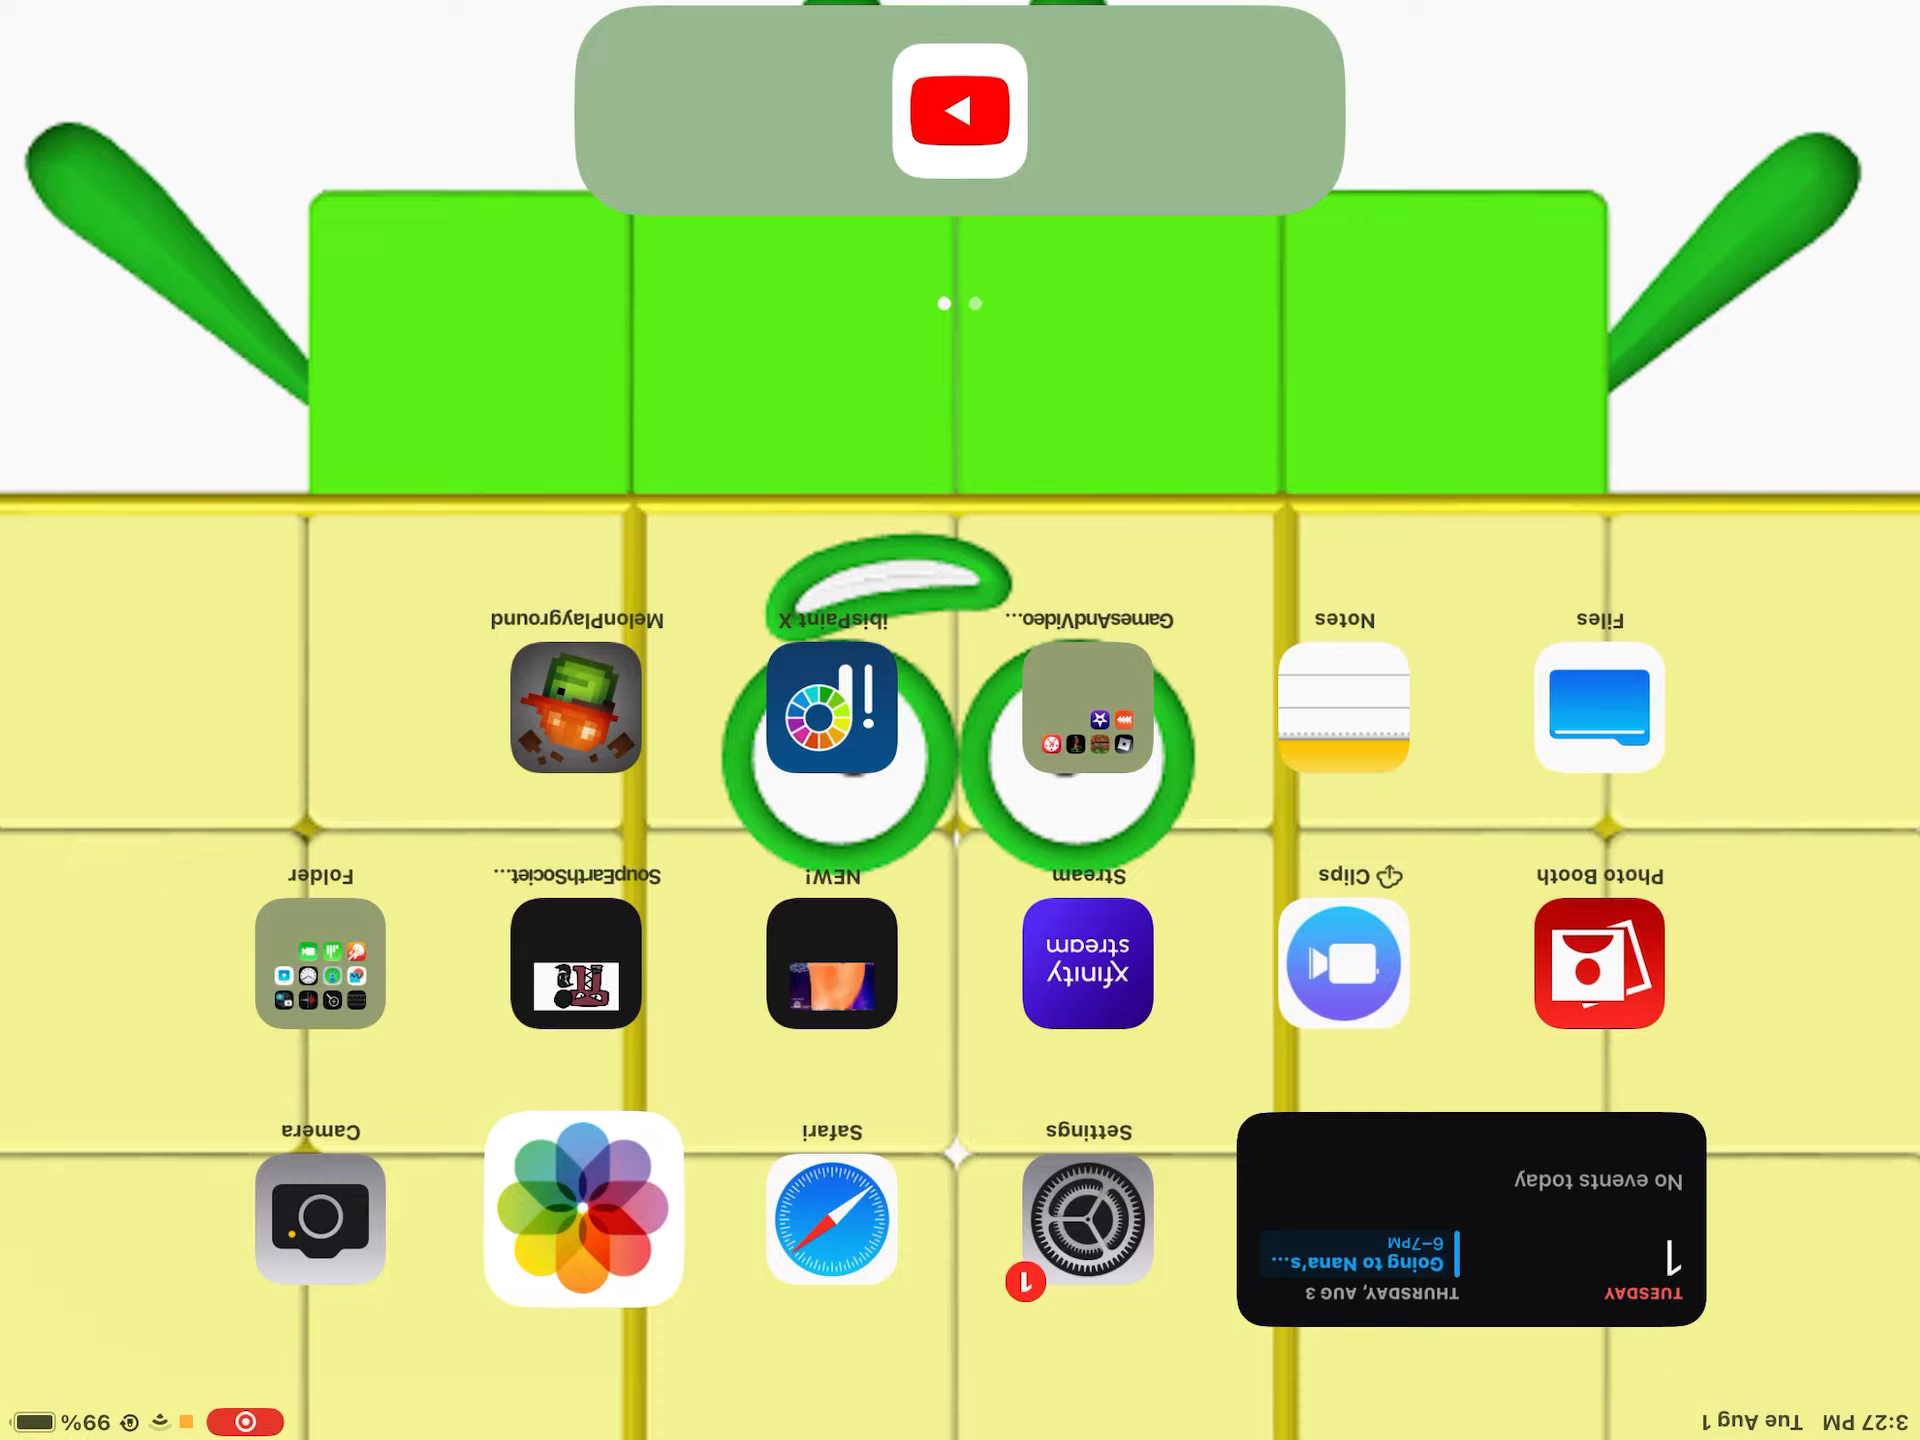 3:27 PM Tue Aug 1
99%
TUESDAY
1
No events today
THURSDAY, AUG 3
Going to Nana's...
6–7PM
1
Settings
Safari
Camera
Photo Booth
Clips
xfinity
stream
Stream
NEW!
SoupEarthSociet...
Folder
Files
Notes
GamesAndVideo...
ibisPaint X
MelonPlayground